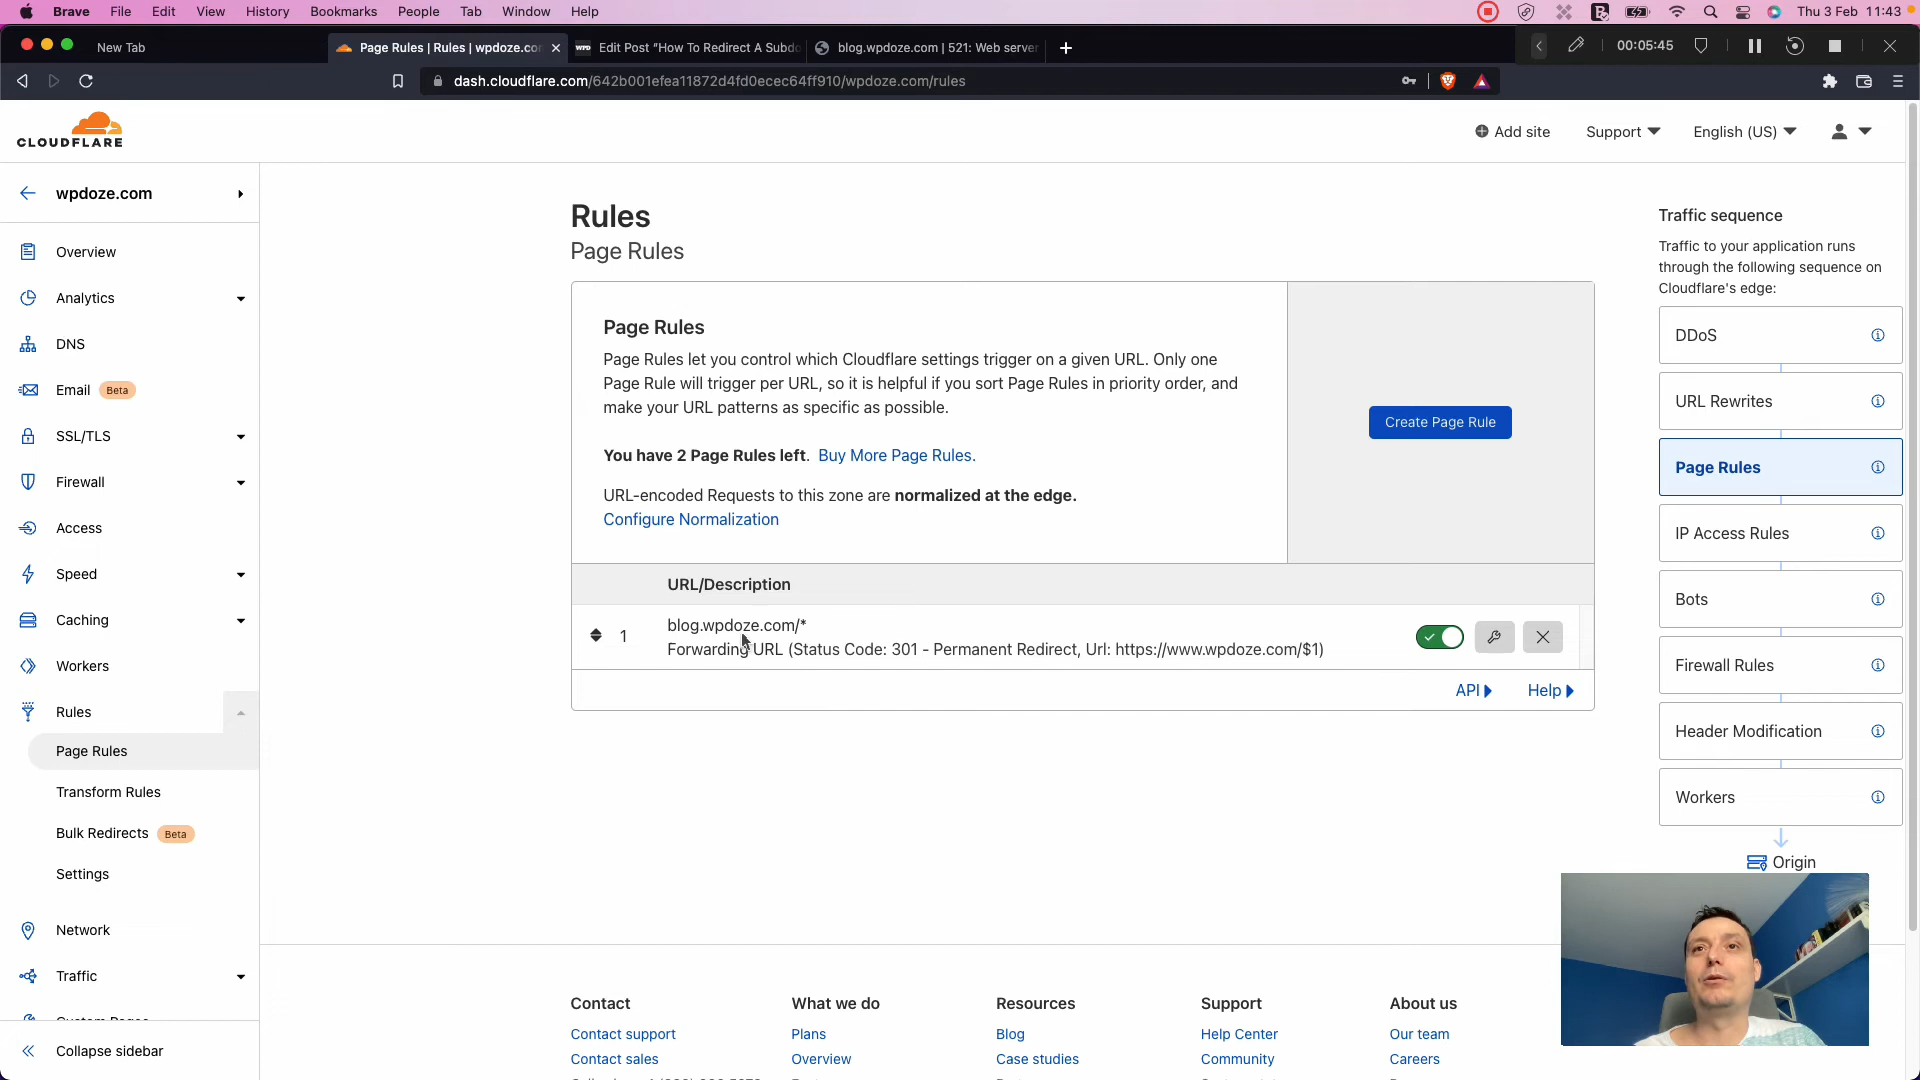 Brave File Edit View History Bookmarks People Tab Window Help Thu 3 Feb 11:43
New Tab Page Rules | Rules | wpdoze.com Edit Post "How To Redirect A Subdo blog.wpdoze.com | 521: Web server 00:05:45
dash.cloudflare.com/642b001efea11872d4fd0ecec64ff910/wpdoze.com/rules
CLOUDFLARE
Add site Support English (US)
wpdoze.com
Overview
Analytics
DNS
Email Beta
SSL/TLS
Firewall
Access
Speed
Caching
Workers
Rules
Page Rules
Transform Rules
Bulk Redirects Beta
Settings
Network
Traffic
Collapse sidebar
Rules
Page Rules
Page Rules
Page Rules let you control which Cloudflare settings trigger on a given URL. Only one
Page Rule will trigger per URL, so it is helpful if you sort Page Rules in priority order, and
make your URL patterns as specific as possible.
You have 2 Page Rules left. Buy More Page Rules.
URL-encoded Requests to this zone are normalized at the edge.
Configure Normalization
Create Page Rule
URL/Description
1 blog.wpdoze.com/*
Forwarding URL (Status Code: 301 - Permanent Redirect, Url: https://www.wpdoze.com/$1)
API Help
Traffic sequence
Traffic to your application runs
through the following sequence on
Cloudflare's edge:
DDoS
URL Rewrites
Page Rules
IP Access Rules
Bots
Firewall Rules
Header Modification
Workers
Origin
Contact What we do Resources Support About us
Contact support Plans Blog Help Center Our team
Contact sales Overview Case studies Community Careers